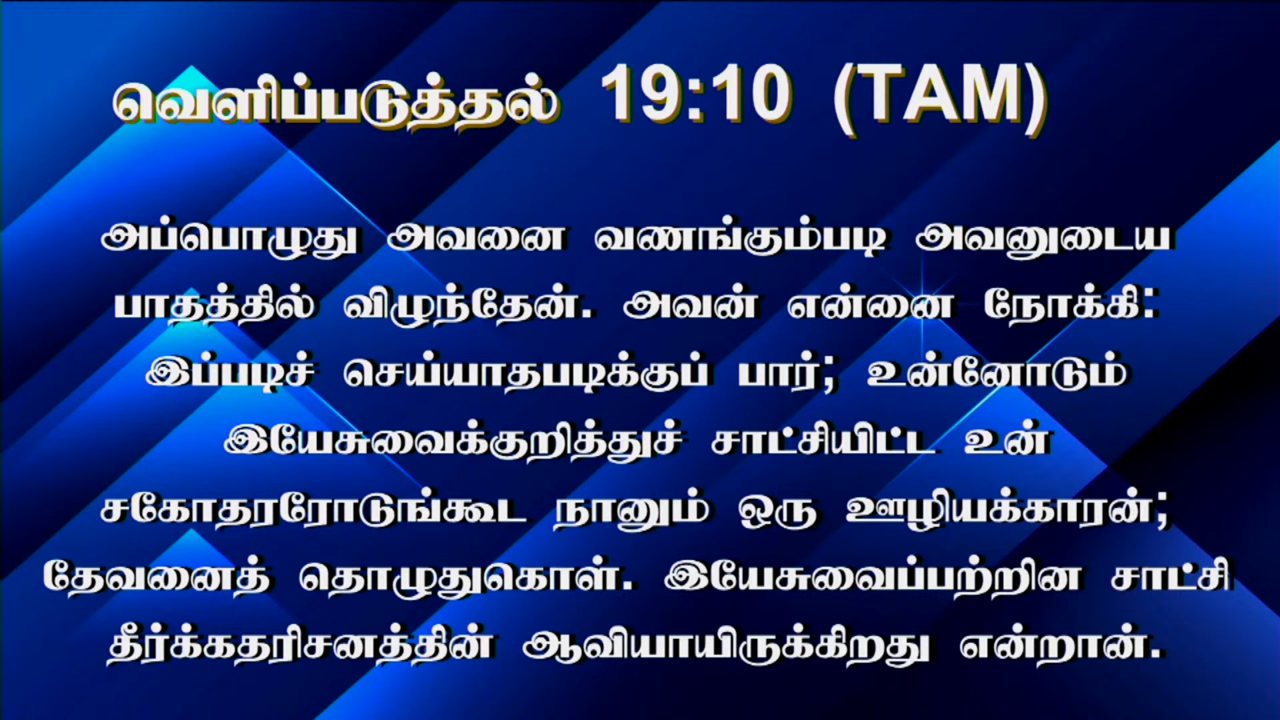 வெளிப்படுத்தல் 19:10 (TAM)
அப்பொழுது அவனை வணங்கும்படி அவனுடைய
பாதத்தில் விழுந்தேன். அவன் என்னை நோக்கி:
இப்படிச் செய்யாதபடிக்குப் பார்; உன்னோடும்
இயேசுவைக்குறித்துச் சாட்சியிட்ட உன்
சகோதரரோடுங்கூட நானும் ஒரு ஊழியக்காரன்;
தேவனைத் தொழுதுகொள். இயேசுவைப்பற்றின சாட்சி
தீர்க்கதரிசனத்தின் ஆவியாயிருக்கிறது என்றான்.